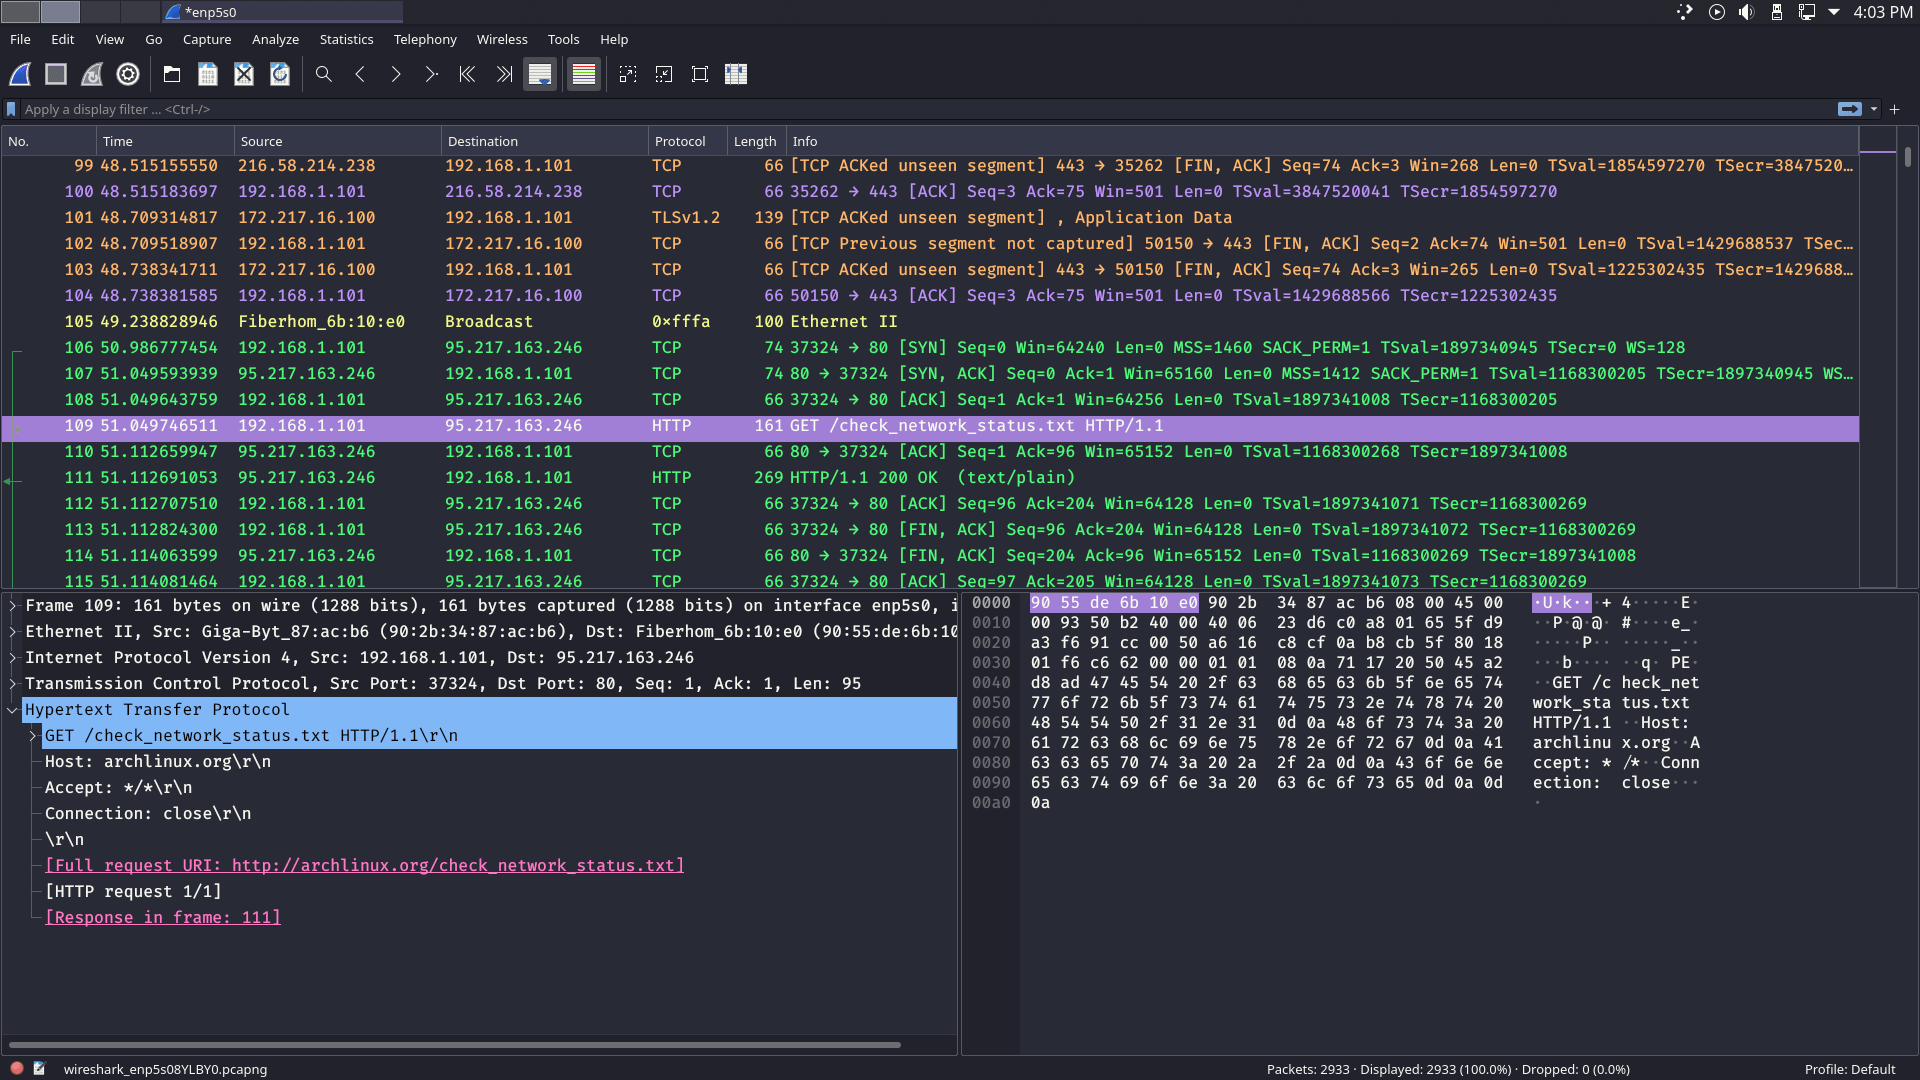 *enp5s0
4:03 PM
File Edit View Go Capture Analyze Statistics Telephony Wireless Tools Help
Apply a display filter ... <Ctrl-/>
No. Time Source Destination Protocol Length Info
99 48.515155550 216.58.214.238 192.168.1.101 TCP 66 [TCP ACKed unseen segment] 443 → 35262 [FIN, ACK] Seq=74 Ack=3 Win=268 Len=0 TSval=1854597270 TSecr=3847520…
100 48.515183697 192.168.1.101 216.58.214.238 TCP 66 35262 → 443 [ACK] Seq=3 Ack=75 Win=501 Len=0 TSval=3847520041 TSecr=1854597270
101 48.709314817 172.217.16.100 192.168.1.101 TLSv1.2 139 [TCP ACKed unseen segment] , Application Data
102 48.709518907 192.168.1.101 172.217.16.100 TCP 66 [TCP Previous segment not captured] 50150 → 443 [FIN, ACK] Seq=2 Ack=74 Win=501 Len=0 TSval=1429688537 TSec…
103 48.738341711 172.217.16.100 192.168.1.101 TCP 66 [TCP ACKed unseen segment] 443 → 50150 [FIN, ACK] Seq=74 Ack=3 Win=265 Len=0 TSval=1225302435 TSecr=1429688…
104 48.738381585 192.168.1.101 172.217.16.100 TCP 66 50150 → 443 [ACK] Seq=3 Ack=75 Win=501 Len=0 TSval=1429688566 TSecr=1225302435
105 49.238828946 Fiberhom_6b:10:e0 Broadcast 0×fffa 100 Ethernet II
106 50.986777454 192.168.1.101 95.217.163.246 TCP 74 37324 → 80 [SYN] Seq=0 Win=64240 Len=0 MSS=1460 SACK_PERM=1 TSval=1897340945 TSecr=0 WS=128
107 51.049593939 95.217.163.246 192.168.1.101 TCP 74 80 → 37324 [SYN, ACK] Seq=0 Ack=1 Win=65160 Len=0 MSS=1412 SACK_PERM=1 TSval=1168300205 TSecr=1897340945 WS…
108 51.049643759 192.168.1.101 95.217.163.246 TCP 66 37324 → 80 [ACK] Seq=1 Ack=1 Win=64256 Len=0 TSval=1897341008 TSecr=1168300205
109 51.049746511 192.168.1.101 95.217.163.246 HTTP 161 GET /check_network_status.txt HTTP/1.1
110 51.112659947 95.217.163.246 192.168.1.101 TCP 66 80 → 37324 [ACK] Seq=1 Ack=96 Win=65152 Len=0 TSval=1168300268 TSecr=1897341008
111 51.112691053 95.217.163.246 192.168.1.101 HTTP 269 HTTP/1.1 200 OK  (text/plain)
112 51.112707510 192.168.1.101 95.217.163.246 TCP 66 37324 → 80 [ACK] Seq=96 Ack=204 Win=64128 Len=0 TSval=1897341071 TSecr=1168300269
113 51.112824300 192.168.1.101 95.217.163.246 TCP 66 37324 → 80 [FIN, ACK] Seq=96 Ack=204 Win=64128 Len=0 TSval=1897341072 TSecr=1168300269
114 51.114063599 95.217.163.246 192.168.1.101 TCP 66 80 → 37324 [FIN, ACK] Seq=204 Ack=96 Win=65152 Len=0 TSval=1168300269 TSecr=1897341008
115 51.114081464 192.168.1.101 95.217.163.246 TCP 66 37324 → 80 [ACK] Seq=97 Ack=205 Win=64128 Len=0 TSval=1897341073 TSecr=1168300269
Frame 109: 161 bytes on wire (1288 bits), 161 bytes captured (1288 bits) on interface enp5s0, i
Ethernet II, Src: Giga-Byt_87:ac:b6 (90:2b:34:87:ac:b6), Dst: Fiberhom_6b:10:e0 (90:55:de:6b:10
Internet Protocol Version 4, Src: 192.168.1.101, Dst: 95.217.163.246
Transmission Control Protocol, Src Port: 37324, Dst Port: 80, Seq: 1, Ack: 1, Len: 95
Hypertext Transfer Protocol
GET /check_network_status.txt HTTP/1.1\r\n
Host: archlinux.org\r\n
Accept: */*\r\n
Connection: close\r\n
\r\n
[Full request URI: http://archlinux.org/check_network_status.txt]
[HTTP request 1/1]
[Response in frame: 111]
0000 90 55 de 6b 10 e0 90 2b 34 87 ac b6 08 00 45 00 ·U·k···+ 4·····E·
0010 00 93 50 b2 40 00 40 06 23 d6 c0 a8 01 65 5f d9 ··P·@·@· #····e_·
0020 a3 f6 91 cc 00 50 a6 16 c8 cf 0a b8 cb 5f 80 18 ·····P·· ·····_··
0030 01 f6 c6 62 00 00 01 01 08 0a 71 17 20 50 45 a2 ···b···· ··q· PE·
0040 d8 ad 47 45 54 20 2f 63 68 65 63 6b 5f 6e 65 74 ··GET /c heck_net
0050 77 6f 72 6b 5f 73 74 61 74 75 73 2e 74 78 74 20 work_sta tus.txt
0060 48 54 54 50 2f 31 2e 31 0d 0a 48 6f 73 74 3a 20 HTTP/1.1 ··Host:
0070 61 72 63 68 6c 69 6e 75 78 2e 6f 72 67 0d 0a 41 archlinu x.org··A
0080 63 63 65 70 74 3a 20 2a 2f 2a 0d 0a 43 6f 6e 6e ccept: * /*··Conn
0090 65 63 74 69 6f 6e 3a 20 63 6c 6f 73 65 0d 0a 0d ection: close···
00a0 0a ·
wireshark_enp5s08YLBY0.pcapng
Packets: 2933 · Displayed: 2933 (100.0%) · Dropped: 0 (0.0%)
Profile: Default